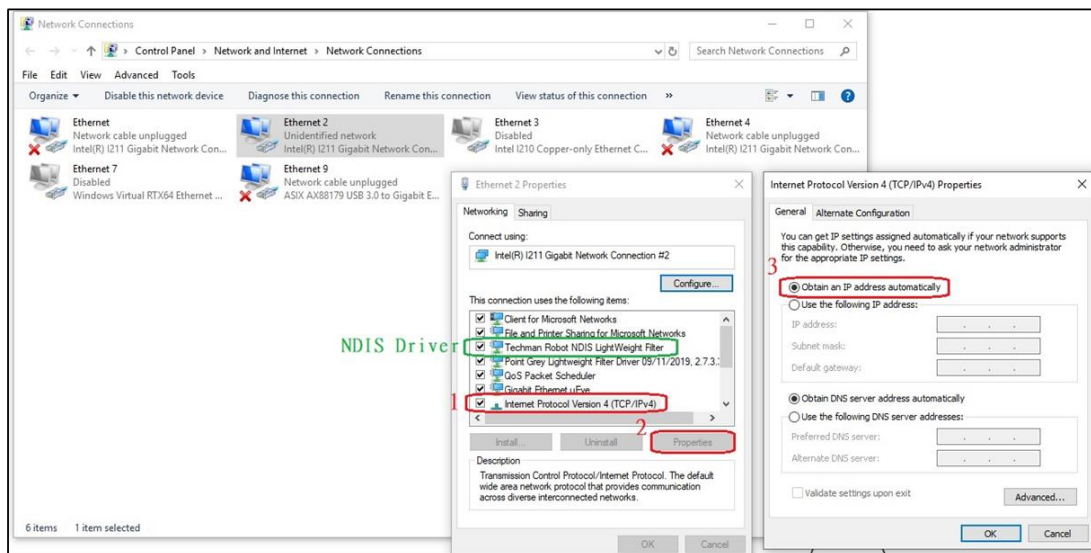 Network Connections
Control Panel > Network and Internet > Network Connections
Search Network Connections
File Edit View Advanced Tools
Organize Disable this network device Diagnose this connection Rename this connection View status of this connection »
Ethernet
Network cable unplugged
Intel(R) I211 Gigabit Network Con...
Ethernet 2
Unidentified network
Intel(R) I211 Gigabit Network Con...
Ethernet 3
Disabled
Intel I210 Copper-only Ethernet C...
Ethernet 4
Network cable unplugged
Intel(R) I211 Gigabit Network Con...
Ethernet 7
Disabled
Windows Virtual RTX64 Ethernet ...
Ethernet 9
Network cable unplugged
ASIX AX88179 USB 3.0 to Gigabit E...
6 items 1 item selected
Ethernet 2 Properties
Networking Sharing
Connect using:
Intel(R) I211 Gigabit Network Connection #2
Configure...
This connection uses the following items:
Client for Microsoft Networks
File and Printer Sharing for Microsoft Networks
NDIS Driver
Techman Robot NDIS LightWeight Filter
Point Grey Lightweight Filter Driver 09/11/2019, 2.7.3.
QoS Packet Scheduler
Gigabit Ethernet uEye
1
Internet Protocol Version 4 (TCP/IPv4)
2
Install... Uninstall Properties
Description
Transmission Control Protocol/Internet Protocol. The default
wide area network protocol that provides communication
across diverse interconnected networks.
OK Cancel
Internet Protocol Version 4 (TCP/IPv4) Properties
General Alternate Configuration
You can get IP settings assigned automatically if your network supports
this capability. Otherwise, you need to ask your network administrator
for the appropriate IP settings.
3
Obtain an IP address automatically
Use the following IP address:
IP address:
Subnet mask:
Default gateway:
Obtain DNS server address automatically
Use the following DNS server addresses:
Preferred DNS server:
Alternate DNS server:
Validate settings upon exit
Advanced...
OK Cancel